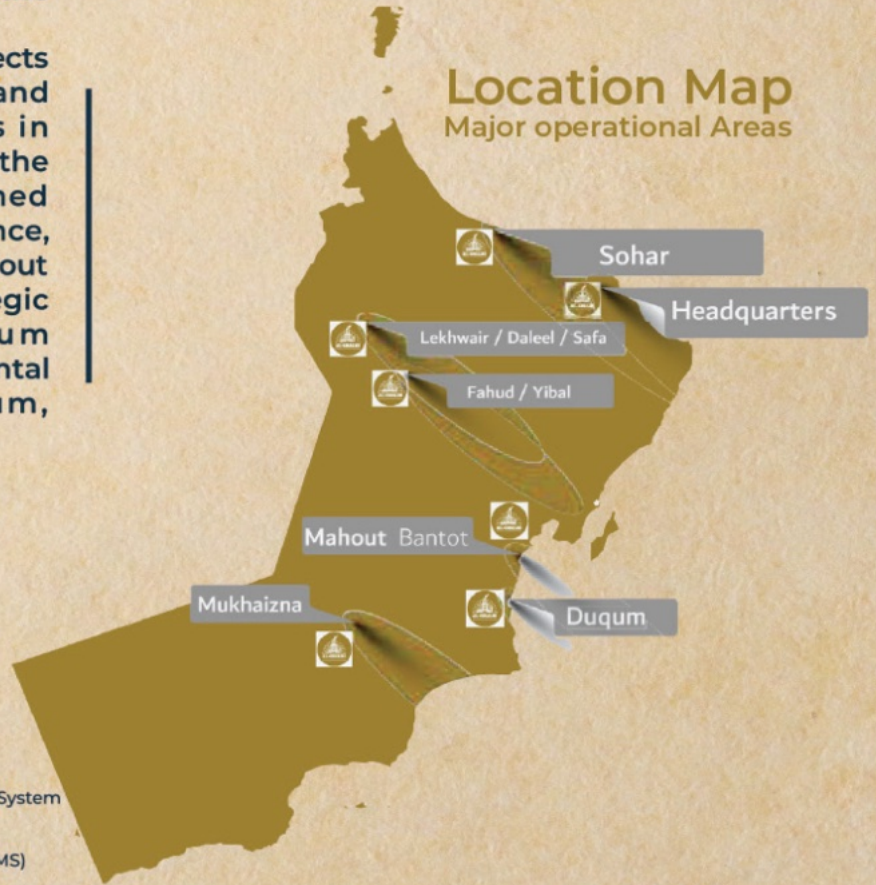 ects
and
s in
the
ned
nce,
out
egic
um
ntal
um,
Location Map
Major operational Areas
Sohar
Headquarters
Lekhwair / Daleel / Safa
Fahud / Yibal
Mahout Bantot
Mukhaizna
Duqum
System
MS)